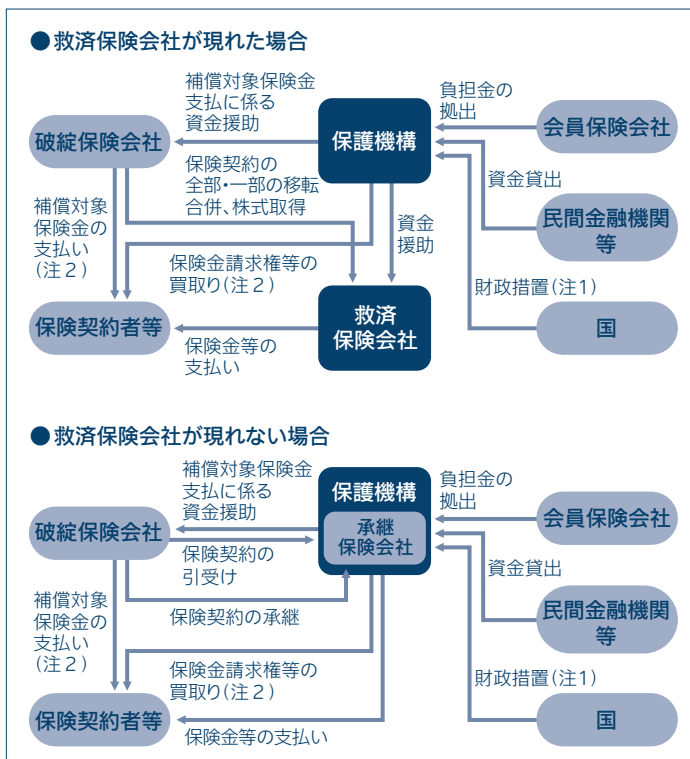 ●救済保険会社が現れた場合
補償対象保険金
支払に係る
資金援助
負担金の
拠出
破綻保険会社
保護機構
会員保険会社
保険契約の
全部・一部の移転
合併、株式取得
資金貸出
補償対象
保険金の
支払い
(注2)
資金
援助
民間金融機関
等
保険金請求権等の
買取り(注2)
財政措置(注1)
保険契約者等
救済
保険会社
国
保険金等の
支払い
●救済保険会社が現れない場合
補償対象保険金
支払に係る
資金援助
負担金の
拠出
保護機構
破綻保険会社
承継
保険会社
会員保険会社
保険契約の
引受け
資金貸出
補償対象
保険金の
支払い
(注2)
保険契約の承継
民間金融機関
等
保険金請求権等の
買取り(注2)
財政措置(注1)
保険契約者等
国
保険金等の支払い